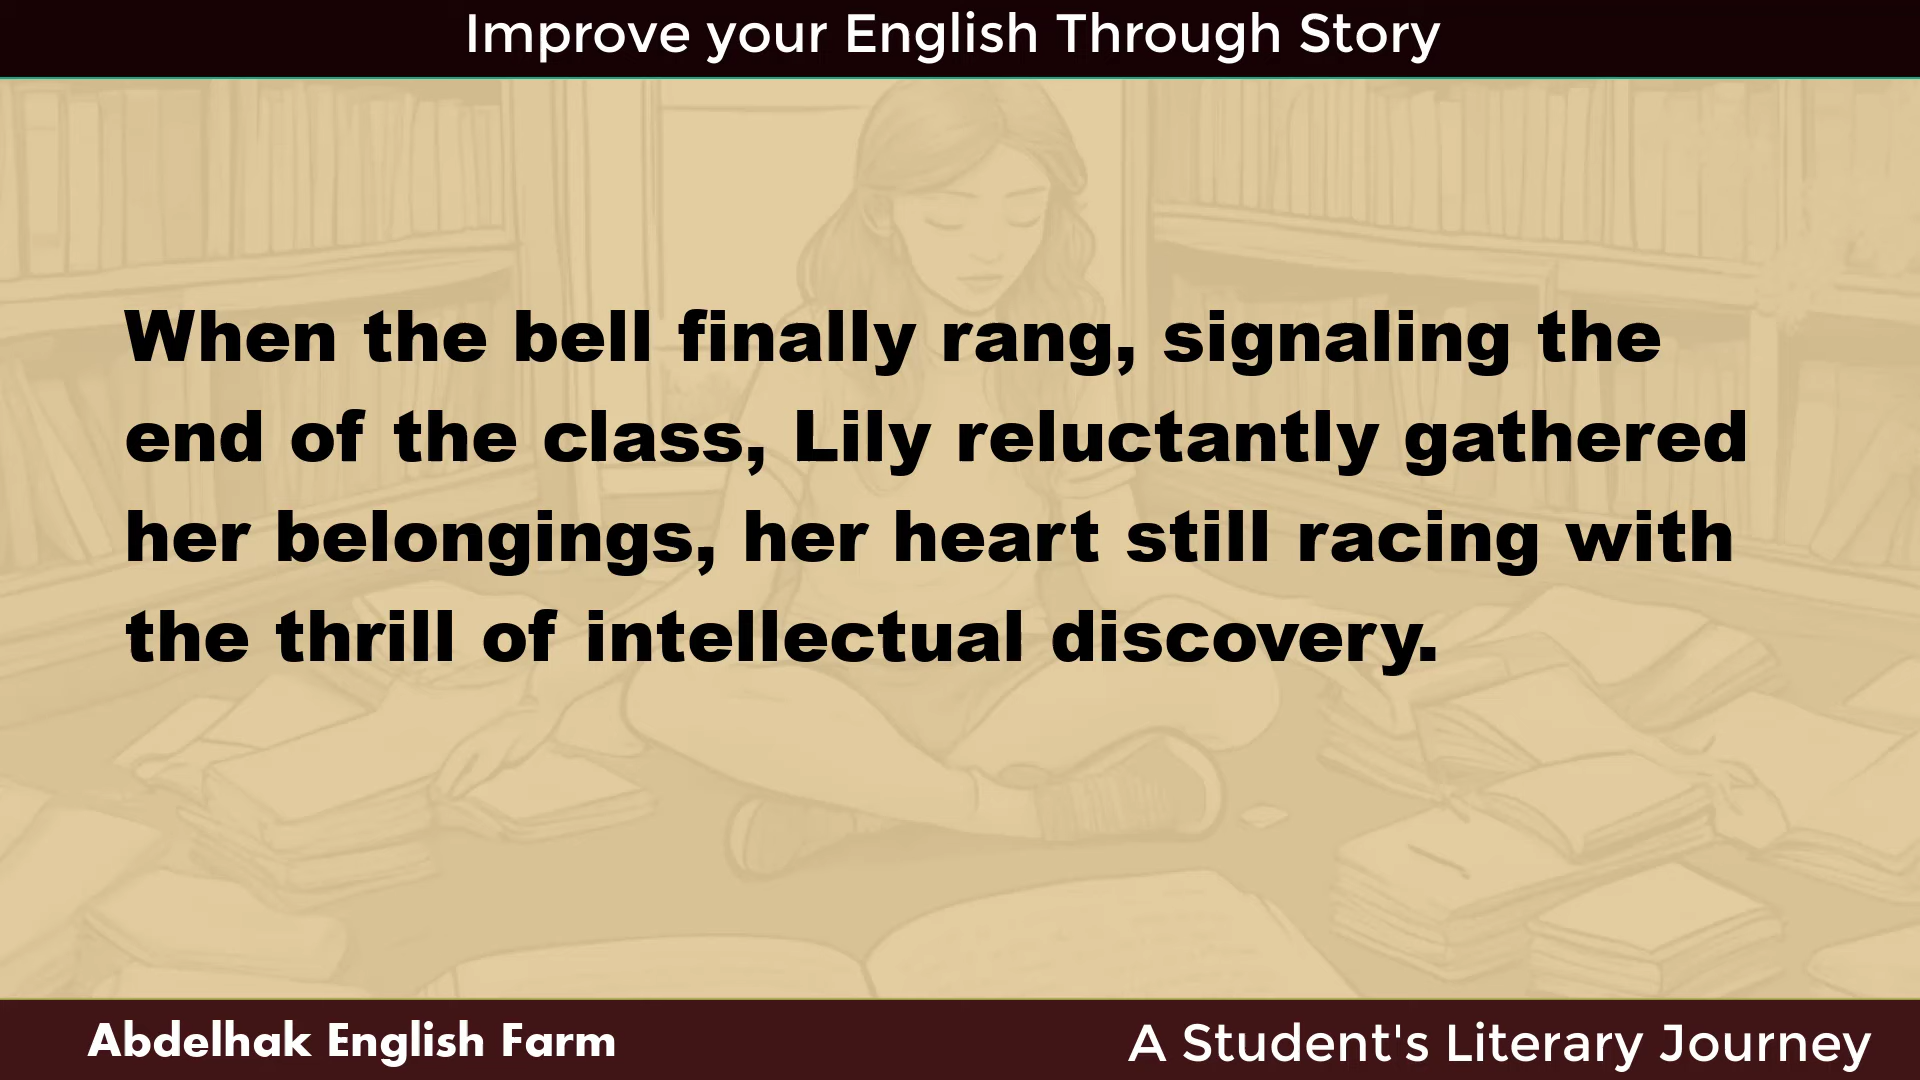 Improve your English Through Story
When the bell finally rang, signaling the
end of the class, Lily reluctantly gathered
her belongings, her heart still racing with
the thrill of intellectual discovery.
Abdelhak English Farm
A Student's Literary Journey